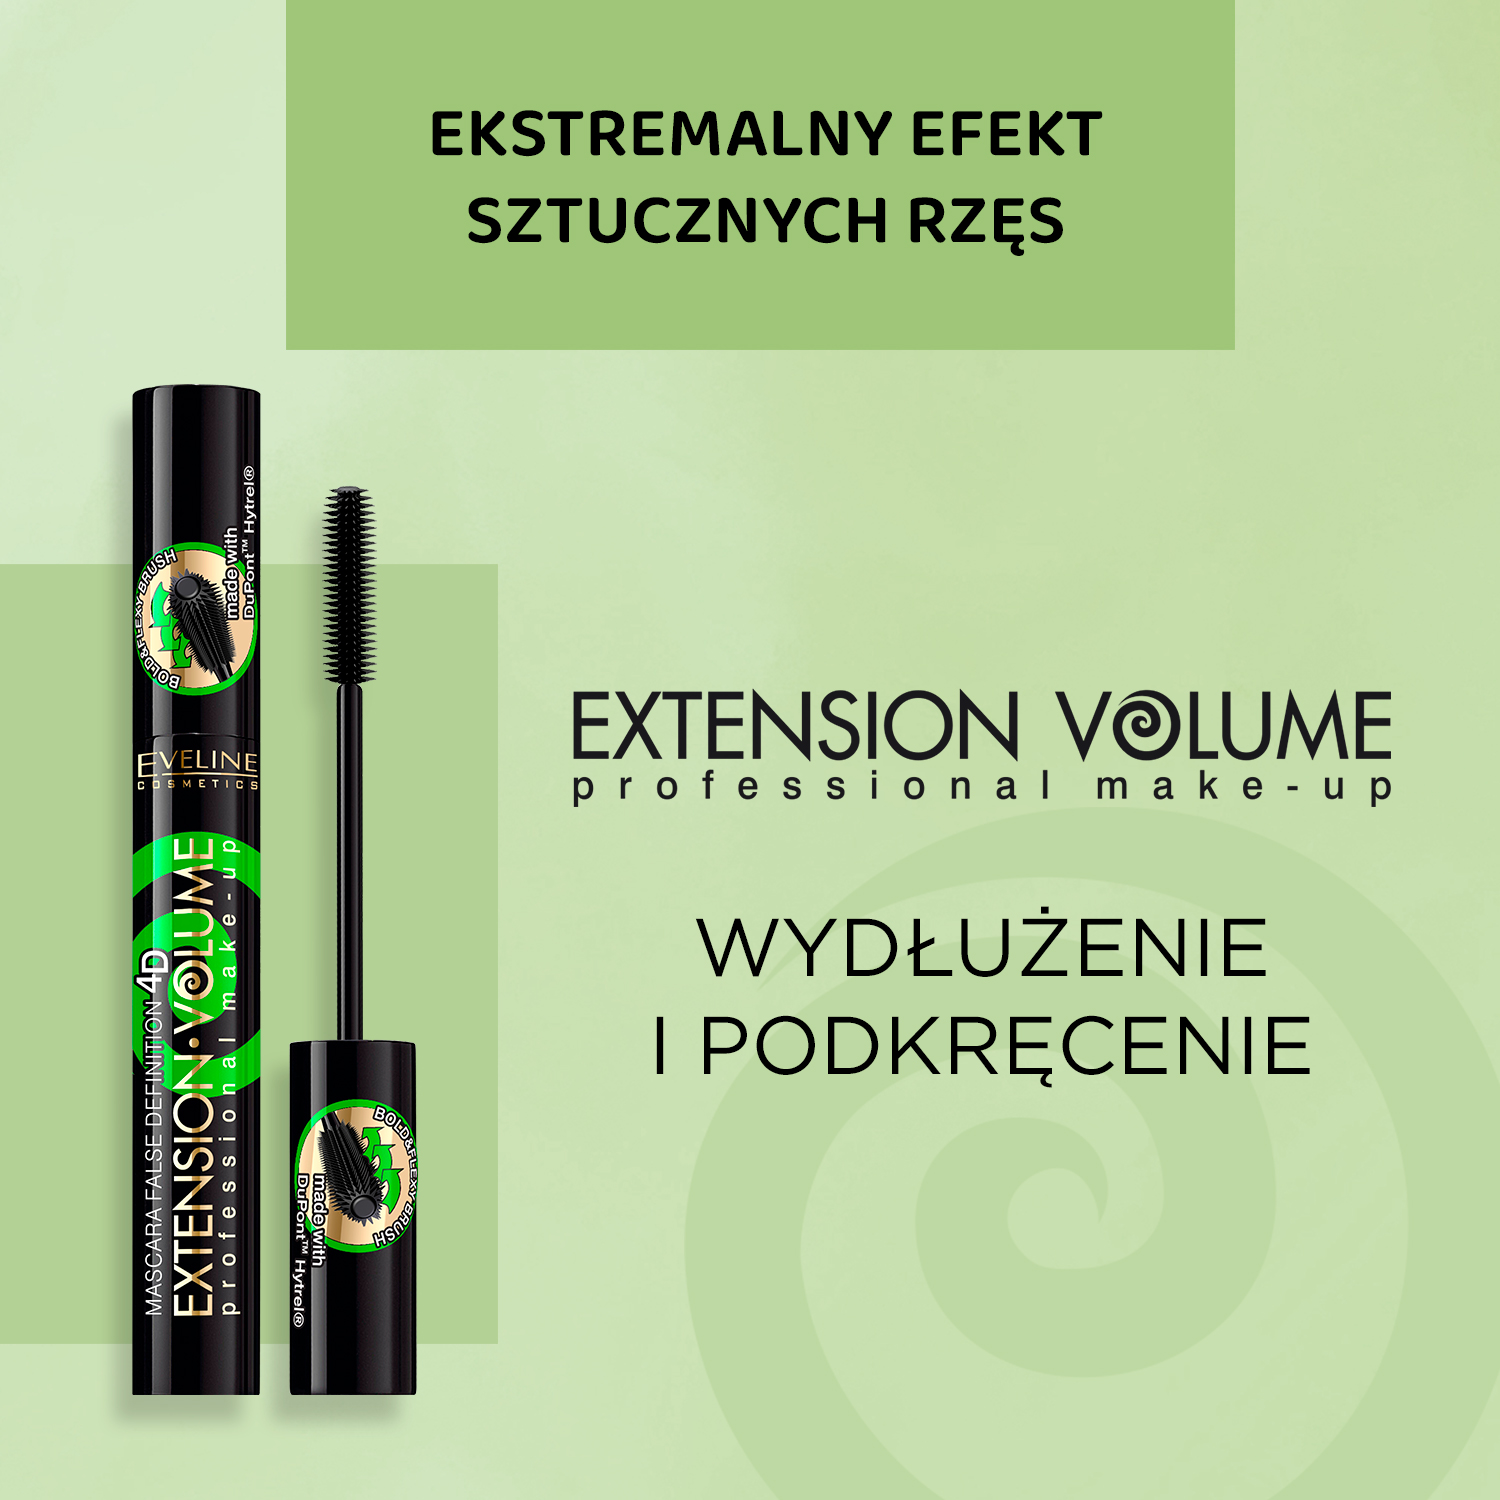 EKSTREMALNY EFEKT
SZTUCZNYCH RZĘS
BOLD&FLEXY BRUSH
made with
DuPont™ Hytrel®
EVELINE
COSMETICS
MASCARA FALSE DEFINITION 4D
EXTENSION•VOLUME
professional make-up
BOLD&FLEXY BRUSH
made with
DuPont™ Hytrel®
EXTENSION VOLUME
professional make-up
WYDŁUŻENIE
I PODKRĘCENIE